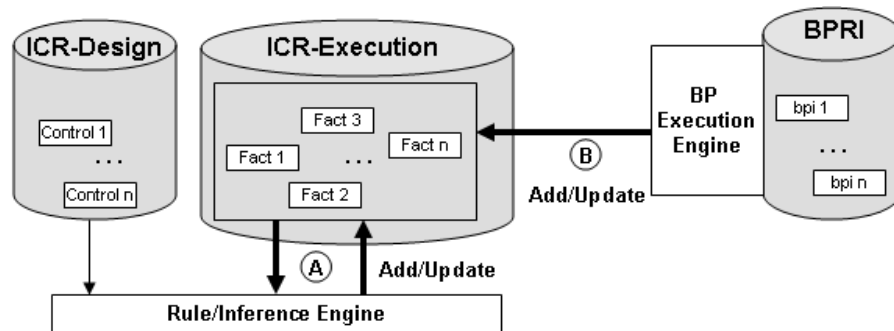 ICR-Design
Control 1
. . .
Control n
ICR-Execution
Fact 3
Fact 1
. . .
Fact n
Fact 2
A
Add/Update
Rule/Inference Engine
B
Add/Update
BP
Execution
Engine
BPRI
bpi 1
. . .
bpi n